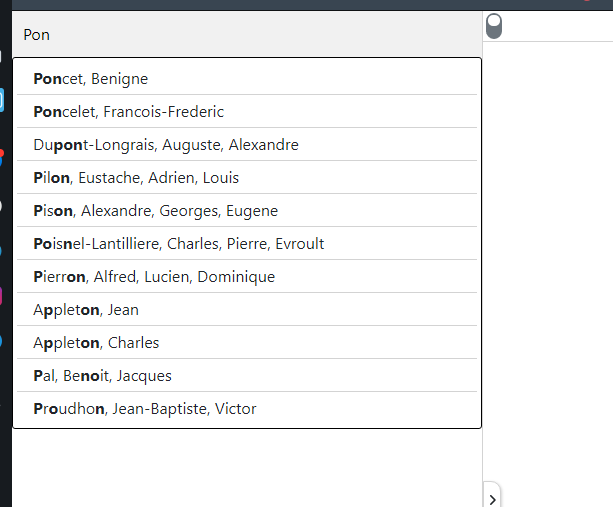 Pon
Poncet, Benigne
Poncelet, Francois-Frederic
Dupont-Longrais, Auguste, Alexandre
Pilon, Eustache, Adrien, Louis
Pison, Alexandre, Georges, Eugene
Poisnel-Lantilliere, Charles, Pierre, Evroult
Pierron, Alfred, Lucien, Dominique
Appleton, Jean
Appleton, Charles
Pal, Benoit, Jacques
Proudhon, Jean-Baptiste, Victor